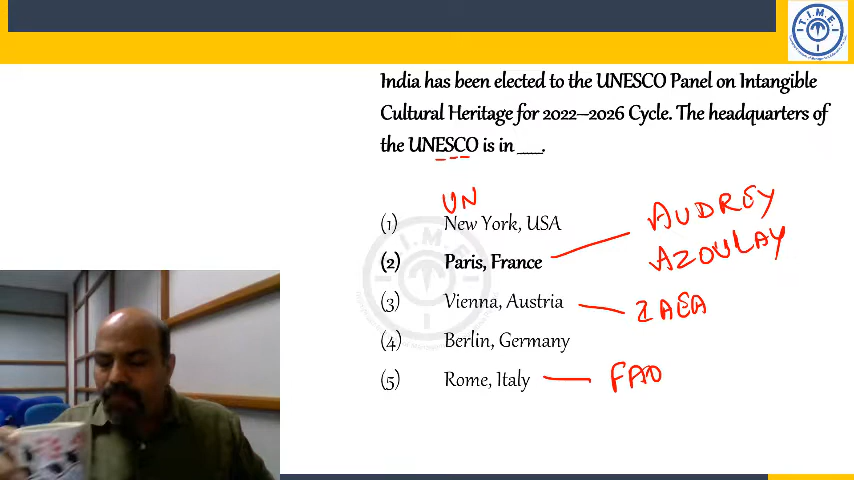 T.I.M.E.
India has been elected to the UNESCO Panel on Intangible
Cultural Heritage for 2022–2026 Cycle. The headquarters of
the UNESCO is in ___.
UN
(1) New York, USA
(2) Paris, France
AUDREY
AZOULAY
(3) Vienna, Austria
IAEA
(4) Berlin, Germany
(5) Rome, Italy
FAO